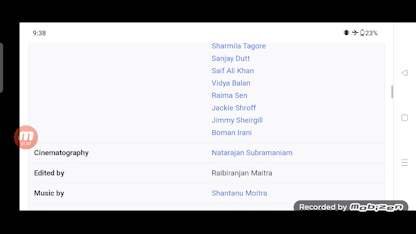 9:38
23%
Sharmila Tagore
Sanjay Dutt
Saif Ali Khan
Vidya Balan
Raima Sen
Jackie Shroff
Jimmy Sheirgill
Boman Irani
Cinematography Natarajan Subramaniam
Edited by Raibiranjan Maitra
Music by Shantanu Moitra
Recorded by Mobizen